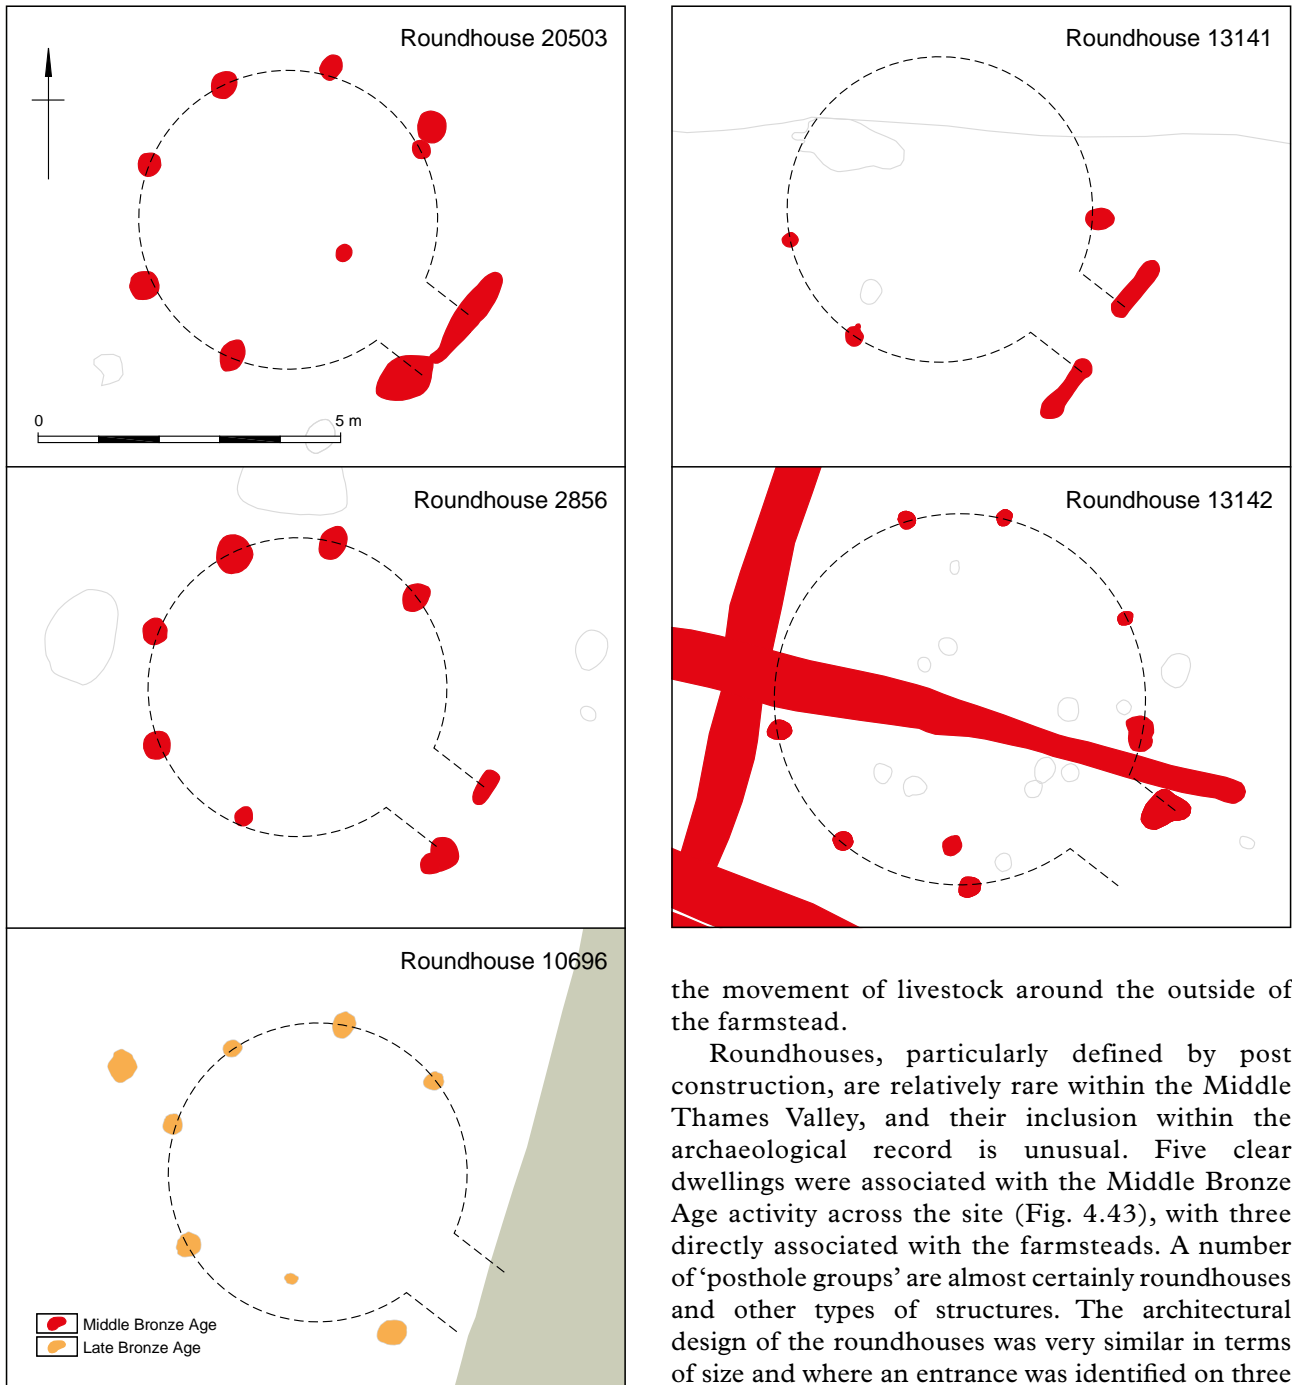 Roundhouse 20503
0
5 m
Roundhouse 13141
Roundhouse 2856
Roundhouse 13142
Roundhouse 10696
Middle Bronze Age
Late Bronze Age
the movement of livestock around the outside of
the farmstead.
Roundhouses, particularly defined by post
construction, are relatively rare within the Middle
Thames Valley, and their inclusion within the
archaeological record is unusual. Five clear
dwellings were associated with the Middle Bronze
Age activity across the site (Fig. 4.43), with three
directly associated with the farmsteads. A number
of ‘posthole groups’ are almost certainly roundhouses
and other types of structures. The architectural
design of the roundhouses was very similar in terms
of size and where an entrance was identified on three